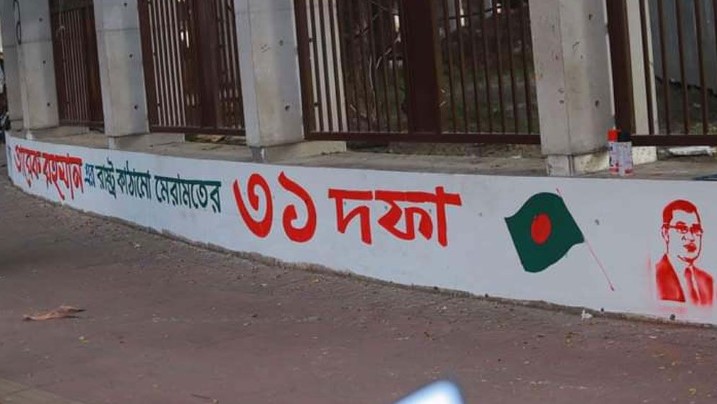 তারেক রহমান এর রাষ্ট্র কাঠামো মেরামতের ৩১ দফা